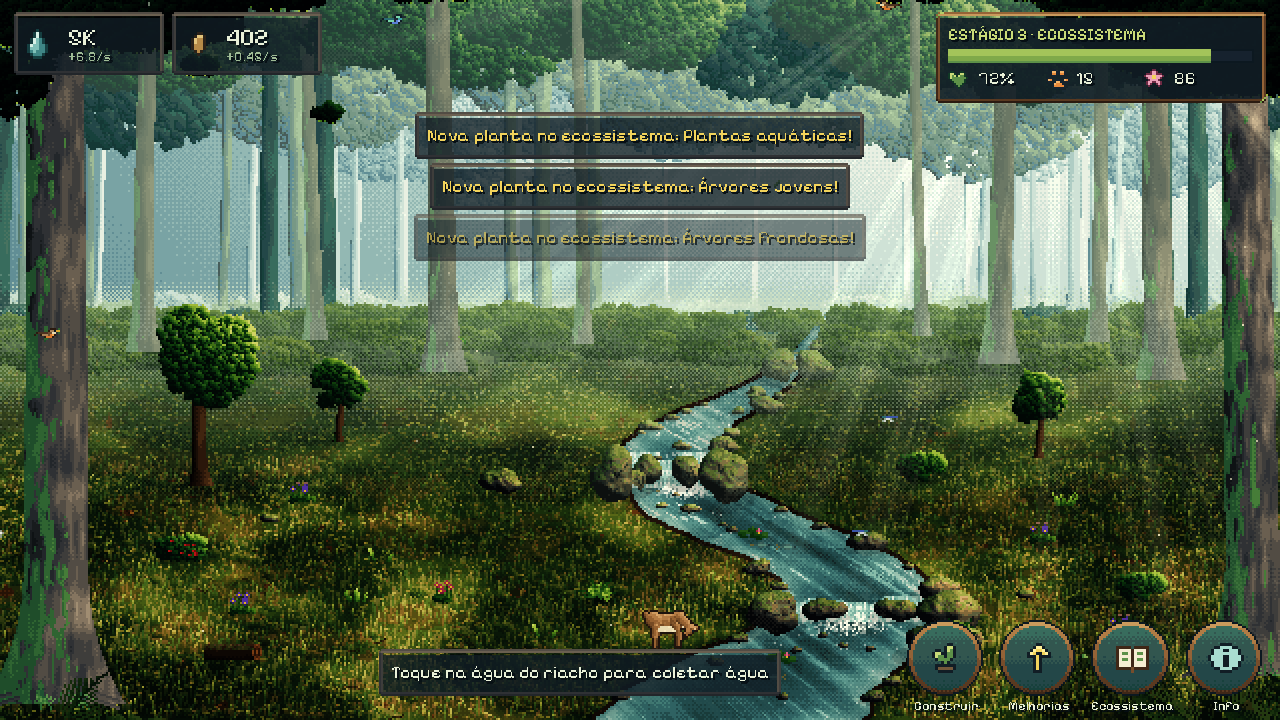 9K
+6.8/s
402
+0.49/s
ESTÁGIO 3 · ECOSSISTEMA
72%
19
86
Nova planta no ecossistema: Plantas aquáticas!
Nova planta no ecossistema: Árvores Jovens!
Nova planta no ecossistema: Árvores Frondosas!
Toque na água do riacho para coletar água
Construir
Melhorias
Ecossistema
Info